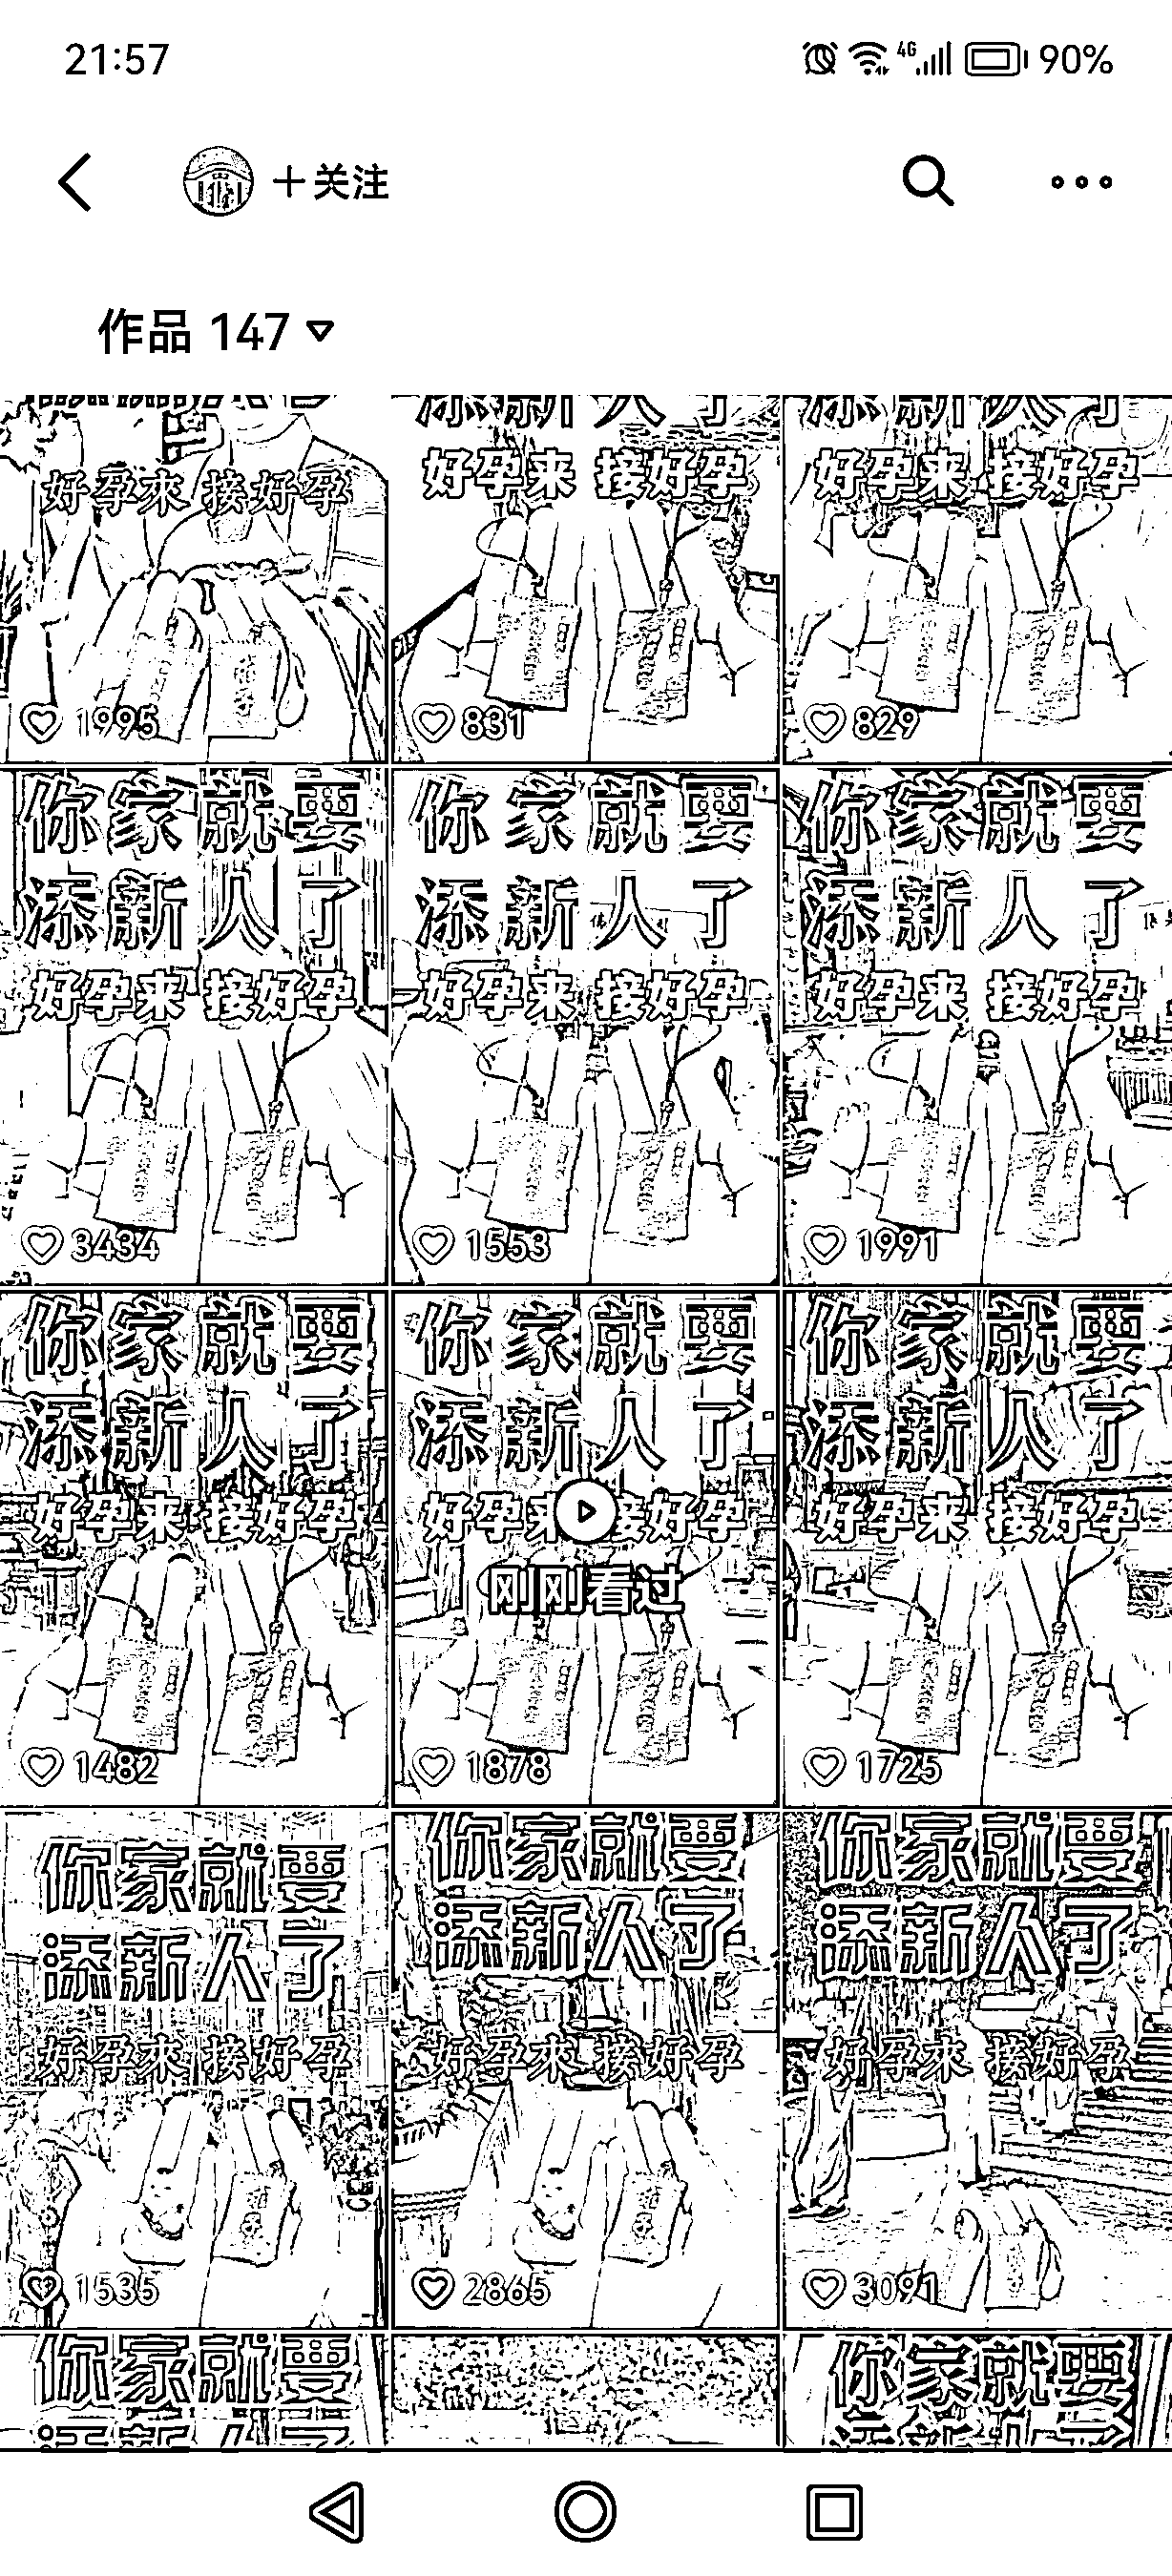 21:57 4G 90%
＋关注
作品 147
添新人了 添新人了
好孕来 接好孕 好孕来 接好孕 好孕来 接好孕
1995 831 829
你家就要 你家就要 你家就要
添新人了 添新人了 添新人了
好孕来 接好孕 好孕来 接好孕 好孕来 接好孕
3434 1553 1991
你家就要 你家就要 你家就要
添新人了 添新人了 添新人了
好孕来 接好孕 好孕来 接好孕 好孕来 接好孕
刚刚看过
1482 1878 1725
你家就要 你家就要 你家就要
添新人了 添新人了 添新人了
好孕来 接好孕 好孕来 接好孕 好孕来 接好孕
1535 2865 3091
你家就要 你家就要